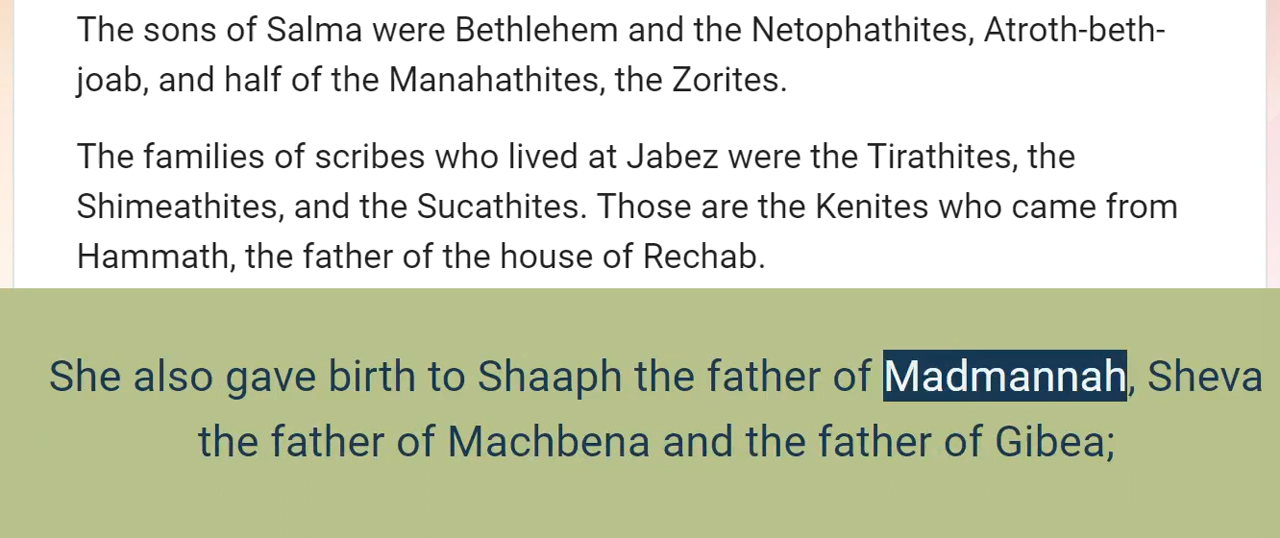 The sons of Salma were Bethlehem and the Netophathites, Atroth-beth-
joab, and half of the Manahathites, the Zorites.
The families of scribes who lived at Jabez were the Tirathites, the
Shimeathites, and the Sucathites. Those are the Kenites who came from
Hammath, the father of the house of Rechab.
She also gave birth to Shaaph the father of Madmannah, Sheva
the father of Machbena and the father of Gibea;